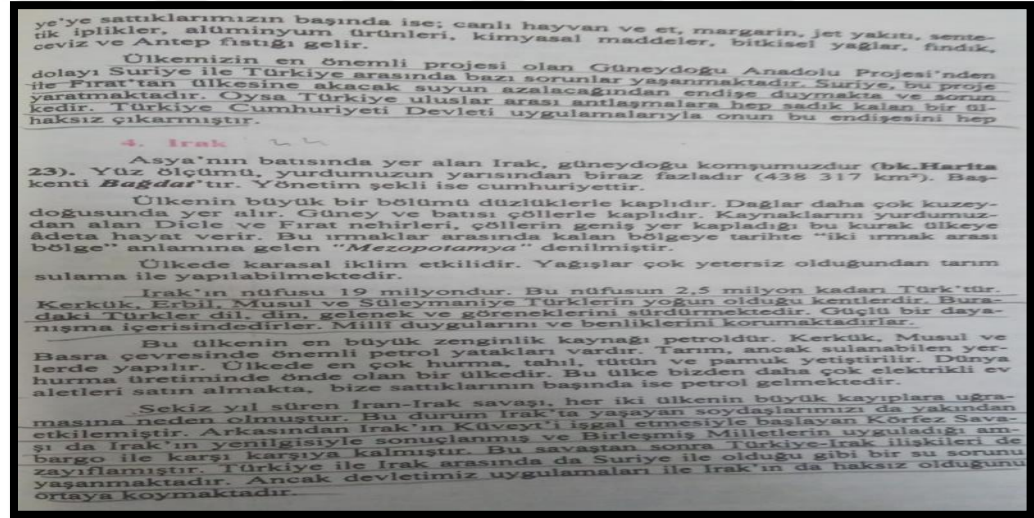 ye'ye sattıklarımızın başında ise; canlı hayvan ve et, margarin, jet yakıtı, sente-
tik iplikler, alüminyum ürünleri, kimyasal maddeler, bitkisel yağlar, fındık,
ceviz ve Antep fıstığı gelir.
Ülkemizin en önemli projesi olan Güneydoğu Anadolu Projesi'nden
dolayı Suriye ile Türkiye arasında bazı sorunlar yaşanmaktadır. Suriye, bu proje
ile Fırat'tan ülkesine akacak suyun azalacağından endişe duymakta ve sorun
yaratmaktadır. Oysa Türkiye uluslar arası antlaşmalara hep sadık kalan bir ül-
kedir. Türkiye Cumhuriyeti Devleti uygulamalarıyla onun bu endişesini hep
haksız çıkarmıştır.
4. Irak
Asya'nın batısında yer alan Irak, güneydoğu komşumuzdur (bk.Harita
23). Yüz ölçümü, yurdumuzun yarısından biraz fazladır (438 317 km²). Baş-
kenti Bağdat'tır. Yönetim şekli ise cumhuriyettir.
Ülkenin büyük bir bölümü düzlüklerle kaplıdır. Dağlar daha çok kuzey-
doğusunda yer alır. Güney ve batısı çöllerle kaplıdır. Kaynaklarını yurdumuz-
dan alan Dicle ve Fırat nehirleri, çöllerin geniş yer kapladığı bu kurak ülkeye
âdeta hayat verir. Bu ırmaklar arasında kalan bölgeye tarihte "iki ırmak arası
bölge" anlamına gelen "Mezopotamya" denilmiştir.
Ülkede karasal iklim etkilidir. Yağışlar çok yetersiz olduğundan tarım
sulama ile yapılabilmektedir.
Irak'ın nüfusu 19 milyondur. Bu nüfusun 2,5 milyon kadarı Türk'tür.
Kerkük, Erbil, Musul ve Süleymaniye Türklerin yoğun olduğu kentlerdir. Bura-
daki Türkler dil, din, gelenek ve göreneklerini sürdürmektedir. Güçlü bir daya-
nışma içerisindedirler. Millî duygularını ve benliklerini korumaktadırlar.
Bu ülkenin en büyük zenginlik kaynağı petroldür. Kerkük, Musul ve
Basra çevresinde önemli petrol yatakları vardır. Tarım, ancak sulanabilen yer-
lerde yapılır. Ülkede en çok hurma, tahıl, tütün ve pamuk yetiştirilir. Dünya
hurma üretiminde önde olan bir ülkedir. Bu ülke bizden daha çok elektrikli ev
aletleri satın almakta, bize sattıklarının başında ise petrol gelmektedir.
Sekiz yıl süren İran-Irak savaşı, her iki ülkenin büyük kayıplara uğra-
masına neden olmuştur. Bu durum Irak'ta yaşayan soydaşlarımızı da yakından
etkilemiştir. Arkasından Irak'ın Küveyt'i işgal etmesiyle başlayan Körfez Sava-
şı da Irak'ın yenilgisiyle sonuçlanmış ve Birleşmiş Milletlerin uyguladığı am-
bargo ile karşı karşıya kalmıştır. Bu savaştan sonra Türkiye-Irak ilişkileri de
zayıflamıştır. Türkiye ile Irak arasında da Suriye ile olduğu gibi bir su sorunu
yaşanmaktadır. Ancak devletimiz uygulamaları ile Irak'ın da haksız olduğunu
ortaya koymaktadır.